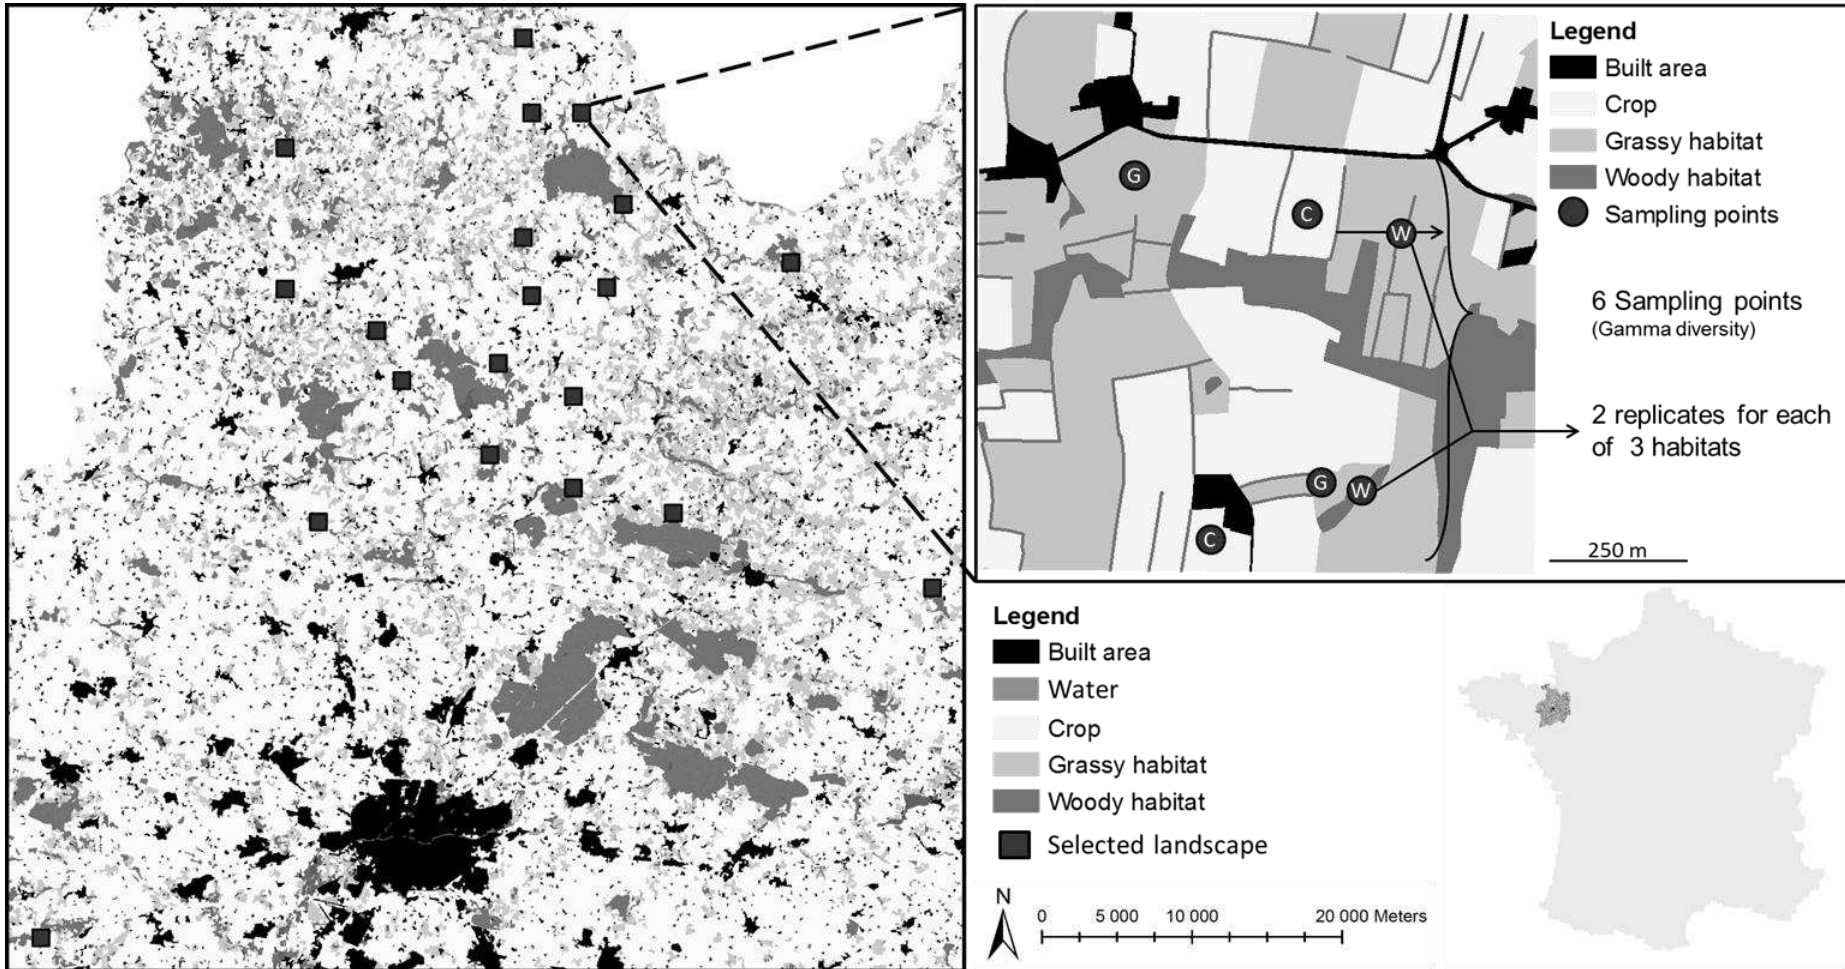 Legend
Built area
Crop
Grassy habitat
Woody habitat
Sampling points
G
C
W
6 Sampling points
(Gamma diversity)
2 replicates for each
of 3 habitats
G
W
C
250 m
Legend
Built area
Water
Crop
Grassy habitat
Woody habitat
Selected landscape
N
0 5 000 10 000 20 000 Meters